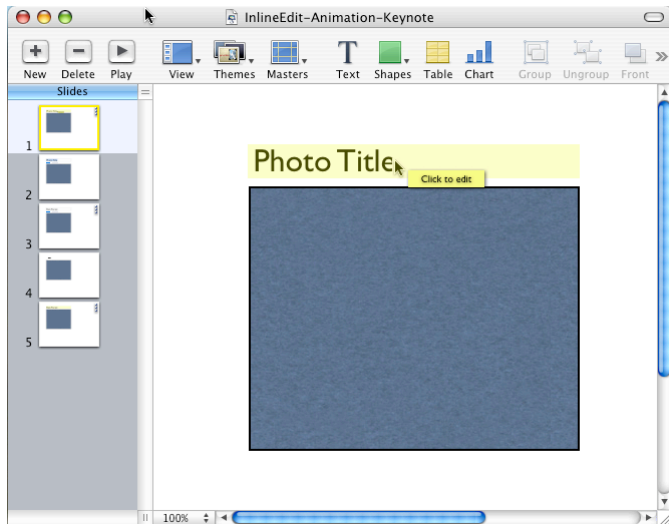 InlineEdit-Animation-Keynote
New Delete Play View Themes Masters Text Shapes Table Chart Group Ungroup Front
Slides
Photo Title
Click to edit
1
2
3
4
5
100%